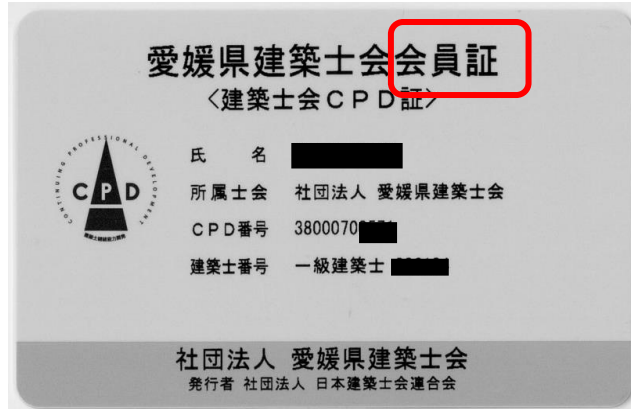 愛媛県建築士会会員証
〈建築士会CPD証〉
CONTINUING PROFESSIONAL DEVELOPMENT
CPD
氏 名
所属士会 社団法人 愛媛県建築士会
CPD番号 38000700
建築士番号 一級建築士
社団法人 愛媛県建築士会
発行者 社団法人 日本建築士会連合会